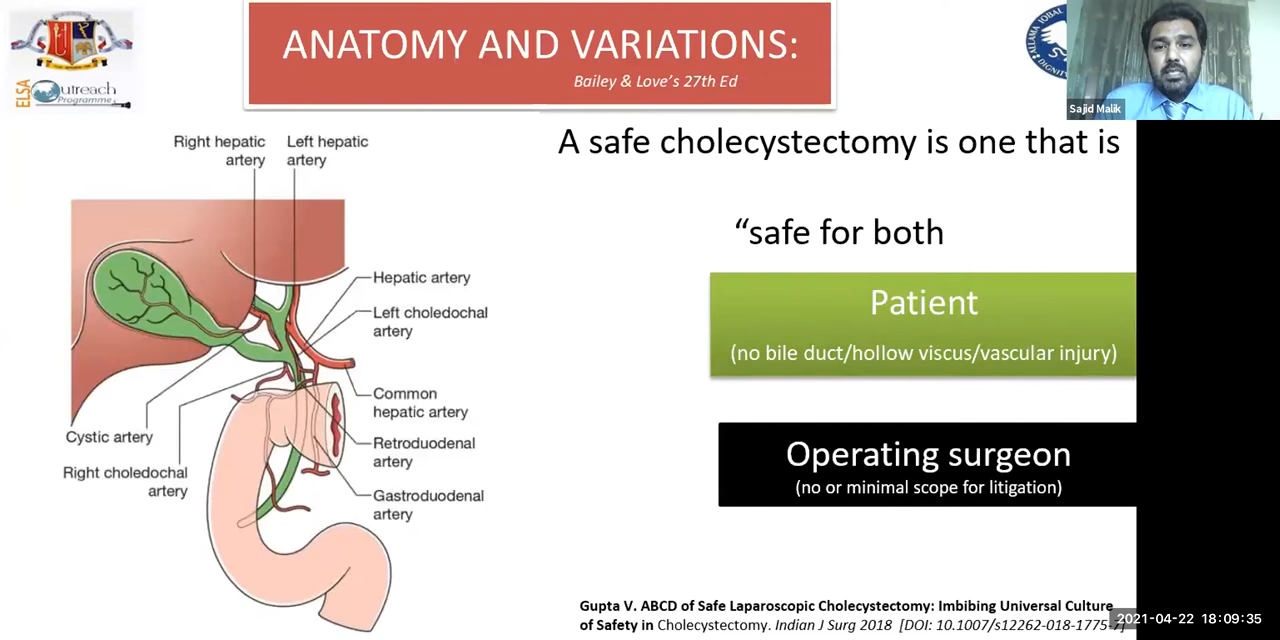 ANATOMY AND VARIATIONS:
Bailey & Love's 27th Ed
ELSA Outreach
Programme
ALLAMA IQBAL
DIGNITY
Sajid Malik
A safe cholecystectomy is one that is
“safe for both
Patient
(no bile duct/hollow viscus/vascular injury)
Operating surgeon
(no or minimal scope for litigation)
Right hepatic
artery
Left hepatic
artery
Hepatic artery
Left choledochal
artery
Common
hepatic artery
Retroduodenal
artery
Gastroduodenal
artery
Cystic artery
Right choledochal
artery
Gupta V. ABCD of Safe Laparoscopic Cholecystectomy: Imbibing Universal Culture
of Safety in Cholecystectomy. Indian J Surg 2018 [DOI: 10.1007/s12262-018-1775-7]
2021-04-22 18:09:35